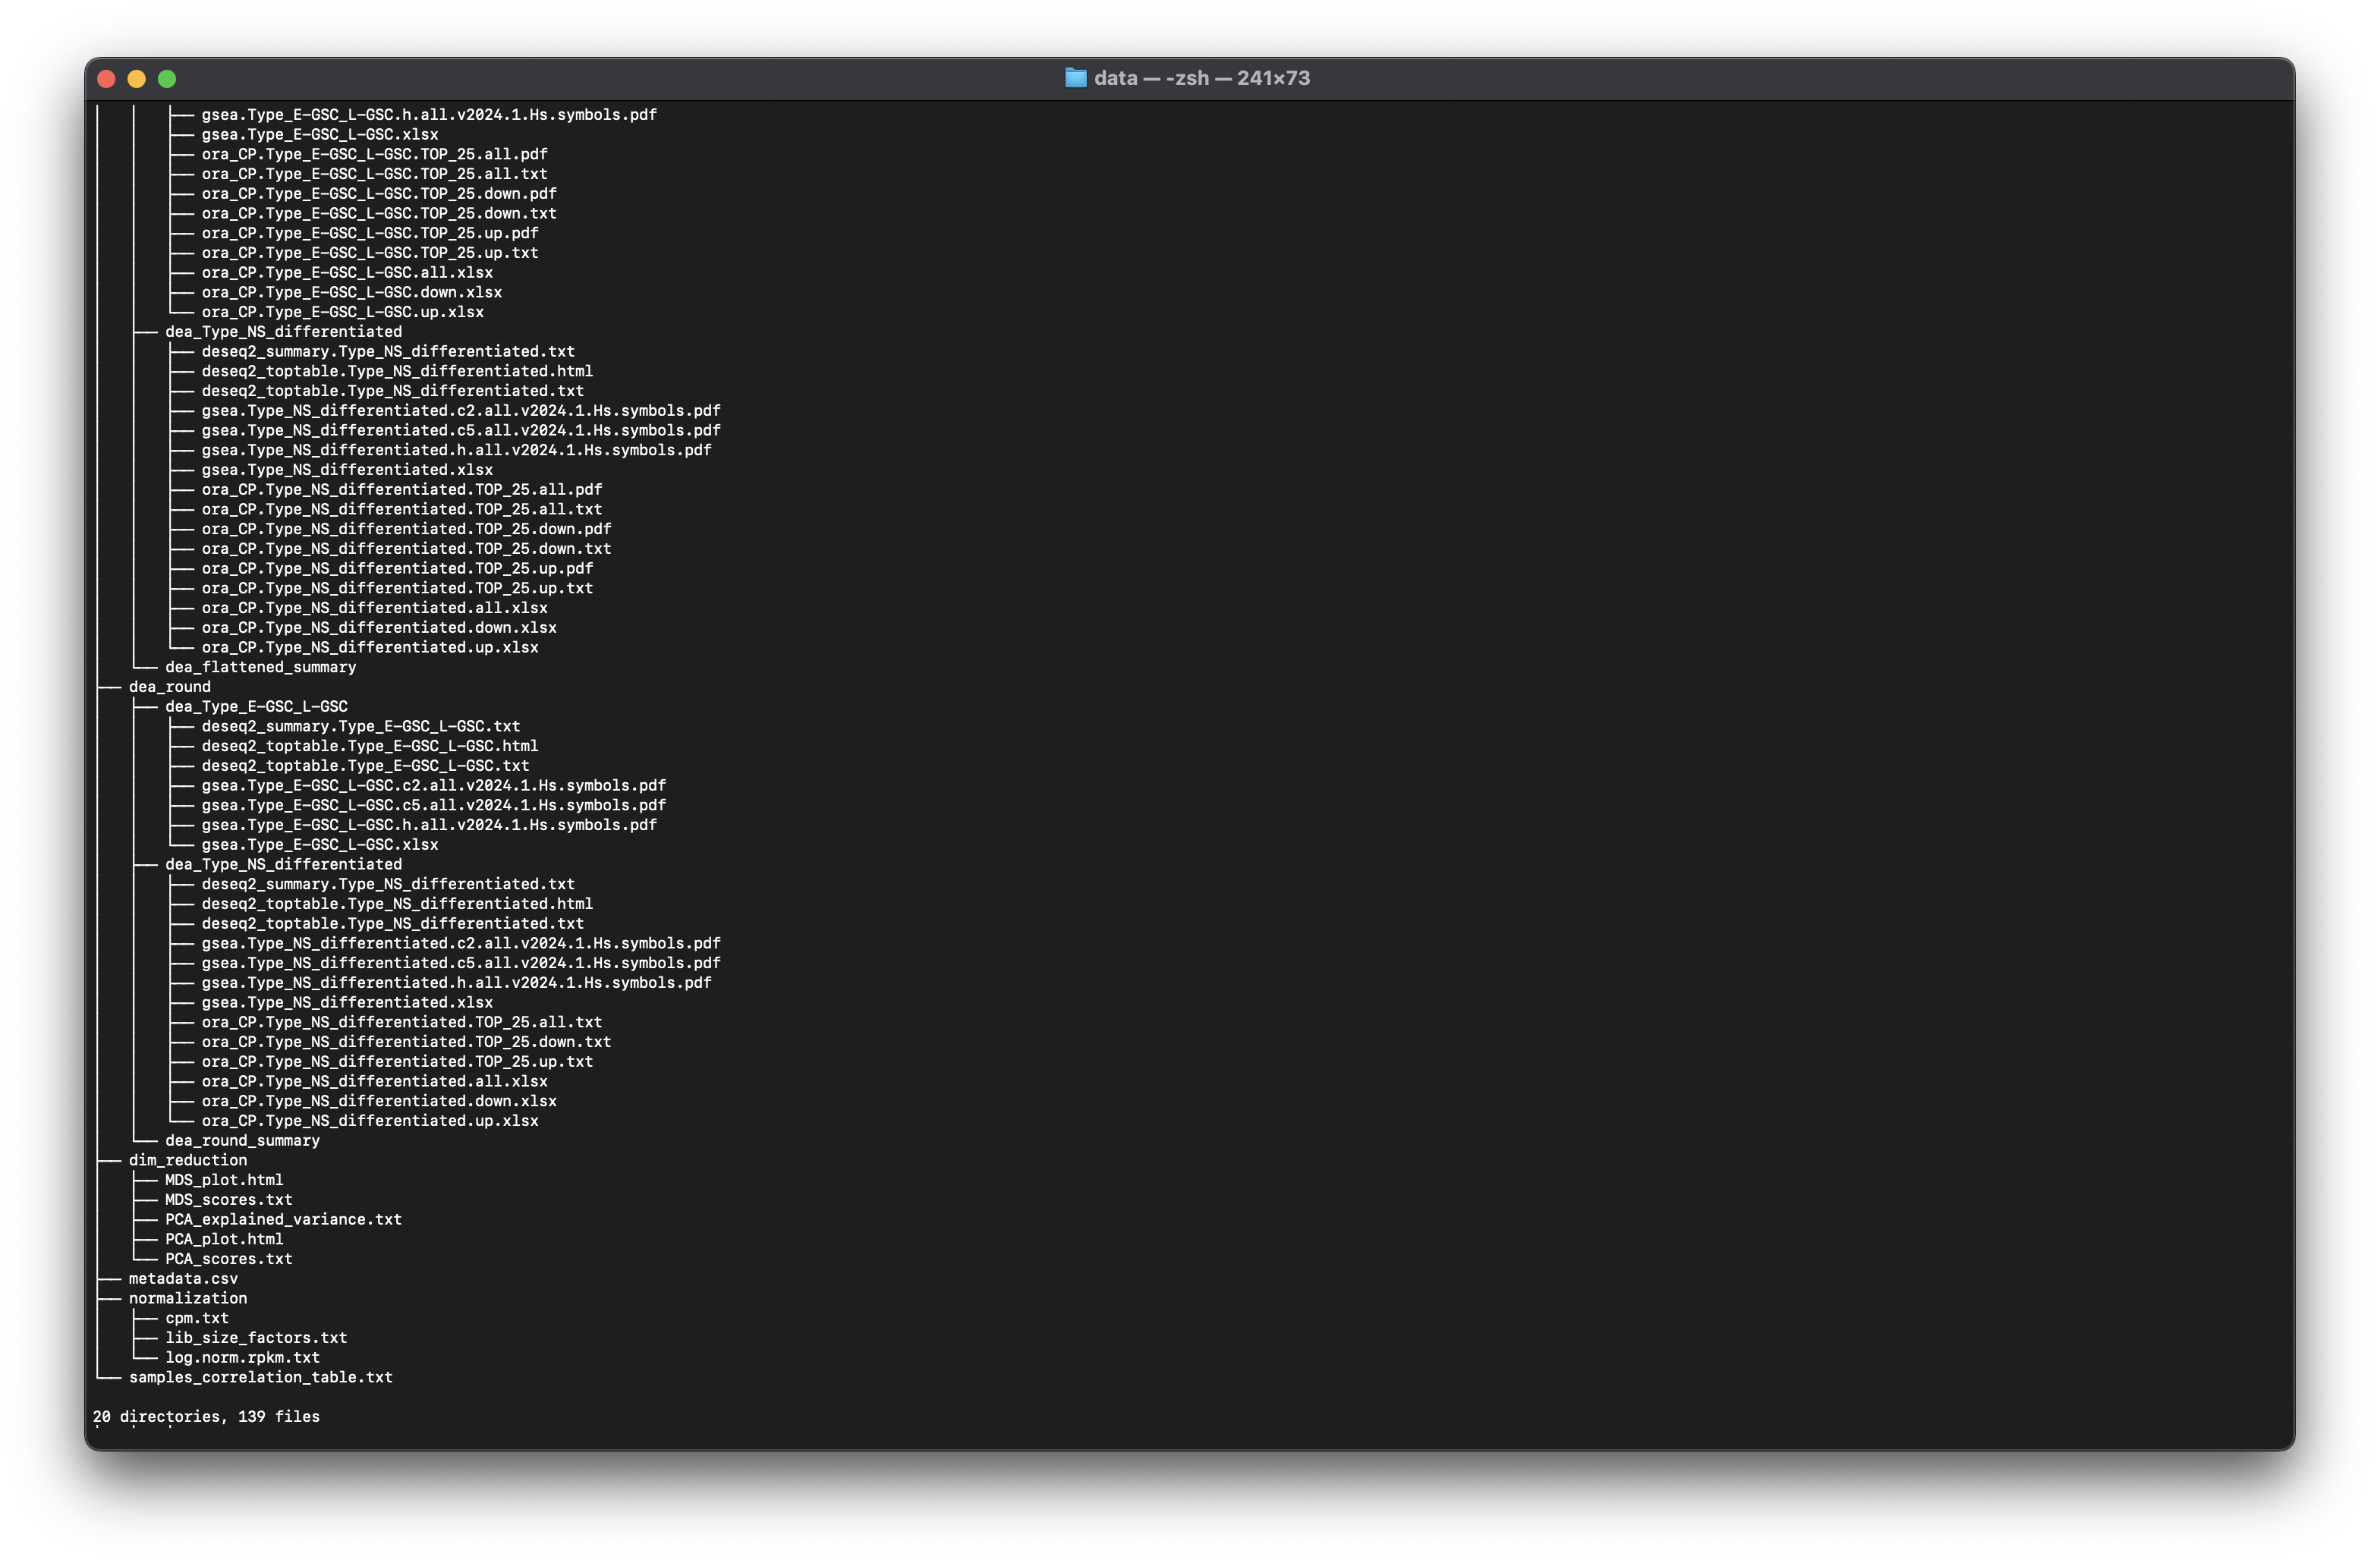 data — -zsh — 241×73
│   │   ├── gsea.Type_E-GSC_L-GSC.h.all.v2024.1.Hs.symbols.pdf
│   │   ├── gsea.Type_E-GSC_L-GSC.xlsx
│   │   ├── ora_CP.Type_E-GSC_L-GSC.TOP_25.all.pdf
│   │   ├── ora_CP.Type_E-GSC_L-GSC.TOP_25.all.txt
│   │   ├── ora_CP.Type_E-GSC_L-GSC.TOP_25.down.pdf
│   │   ├── ora_CP.Type_E-GSC_L-GSC.TOP_25.down.txt
│   │   ├── ora_CP.Type_E-GSC_L-GSC.TOP_25.up.pdf
│   │   ├── ora_CP.Type_E-GSC_L-GSC.TOP_25.up.txt
│   │   ├── ora_CP.Type_E-GSC_L-GSC.all.xlsx
│   │   ├── ora_CP.Type_E-GSC_L-GSC.down.xlsx
│   │   └── ora_CP.Type_E-GSC_L-GSC.up.xlsx
│   ├── dea_Type_NS_differentiated
│   │   ├── deseq2_summary.Type_NS_differentiated.txt
│   │   ├── deseq2_toptable.Type_NS_differentiated.html
│   │   ├── deseq2_toptable.Type_NS_differentiated.txt
│   │   ├── gsea.Type_NS_differentiated.c2.all.v2024.1.Hs.symbols.pdf
│   │   ├── gsea.Type_NS_differentiated.c5.all.v2024.1.Hs.symbols.pdf
│   │   ├── gsea.Type_NS_differentiated.h.all.v2024.1.Hs.symbols.pdf
│   │   ├── gsea.Type_NS_differentiated.xlsx
│   │   ├── ora_CP.Type_NS_differentiated.TOP_25.all.pdf
│   │   ├── ora_CP.Type_NS_differentiated.TOP_25.all.txt
│   │   ├── ora_CP.Type_NS_differentiated.TOP_25.down.pdf
│   │   ├── ora_CP.Type_NS_differentiated.TOP_25.down.txt
│   │   ├── ora_CP.Type_NS_differentiated.TOP_25.up.pdf
│   │   ├── ora_CP.Type_NS_differentiated.TOP_25.up.txt
│   │   ├── ora_CP.Type_NS_differentiated.all.xlsx
│   │   ├── ora_CP.Type_NS_differentiated.down.xlsx
│   │   └── ora_CP.Type_NS_differentiated.up.xlsx
│   └── dea_flattened_summary
├── dea_round
│   ├── dea_Type_E-GSC_L-GSC
│   │   ├── deseq2_summary.Type_E-GSC_L-GSC.txt
│   │   ├── deseq2_toptable.Type_E-GSC_L-GSC.html
│   │   ├── deseq2_toptable.Type_E-GSC_L-GSC.txt
│   │   ├── gsea.Type_E-GSC_L-GSC.c2.all.v2024.1.Hs.symbols.pdf
│   │   ├── gsea.Type_E-GSC_L-GSC.c5.all.v2024.1.Hs.symbols.pdf
│   │   ├── gsea.Type_E-GSC_L-GSC.h.all.v2024.1.Hs.symbols.pdf
│   │   └── gsea.Type_E-GSC_L-GSC.xlsx
│   ├── dea_Type_NS_differentiated
│   │   ├── deseq2_summary.Type_NS_differentiated.txt
│   │   ├── deseq2_toptable.Type_NS_differentiated.html
│   │   ├── deseq2_toptable.Type_NS_differentiated.txt
│   │   ├── gsea.Type_NS_differentiated.c2.all.v2024.1.Hs.symbols.pdf
│   │   ├── gsea.Type_NS_differentiated.c5.all.v2024.1.Hs.symbols.pdf
│   │   ├── gsea.Type_NS_differentiated.h.all.v2024.1.Hs.symbols.pdf
│   │   ├── gsea.Type_NS_differentiated.xlsx
│   │   ├── ora_CP.Type_NS_differentiated.TOP_25.all.txt
│   │   ├── ora_CP.Type_NS_differentiated.TOP_25.down.txt
│   │   ├── ora_CP.Type_NS_differentiated.TOP_25.up.txt
│   │   ├── ora_CP.Type_NS_differentiated.all.xlsx
│   │   ├── ora_CP.Type_NS_differentiated.down.xlsx
│   │   └── ora_CP.Type_NS_differentiated.up.xlsx
│   └── dea_round_summary
├── dim_reduction
│   ├── MDS_plot.html
│   ├── MDS_scores.txt
│   ├── PCA_explained_variance.txt
│   ├── PCA_plot.html
│   └── PCA_scores.txt
├── metadata.csv
├── normalization
│   ├── cpm.txt
│   ├── lib_size_factors.txt
│   └── log.norm.rpkm.txt
└── samples_correlation_table.txt
20 directories, 139 files